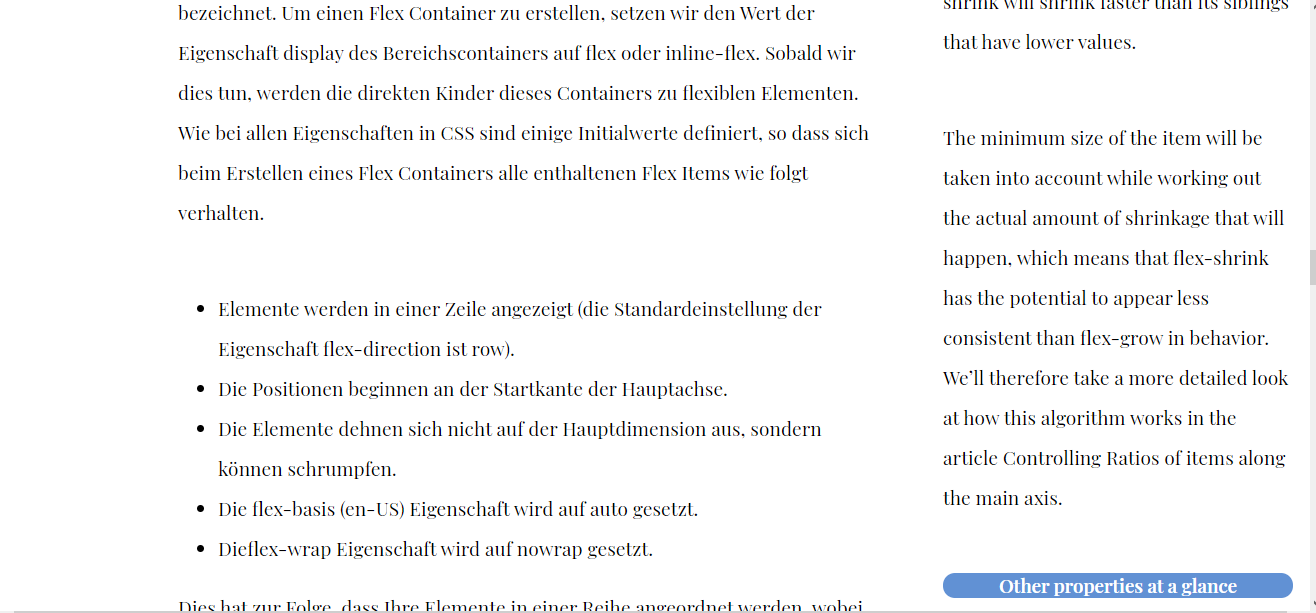 bezeichnet. Um einen Flex Container zu erstellen, setzen wir den Wert der
Eigenschaft display des Bereichscontainers auf flex oder inline-flex. Sobald wir
dies tun, werden die direkten Kinder dieses Containers zu flexiblen Elementen.
Wie bei allen Eigenschaften in CSS sind einige Initialwerte definiert, so dass sich
beim Erstellen eines Flex Containers alle enthaltenen Flex Items wie folgt
verhalten.
• Elemente werden in einer Zeile angezeigt (die Standardeinstellung der
Eigenschaft flex-direction ist row).
• Die Positionen beginnen an der Startkante der Hauptachse.
• Die Elemente dehnen sich nicht auf der Hauptdimension aus, sondern
können schrumpfen.
• Die flex-basis (en-US) Eigenschaft wird auf auto gesetzt.
• Dieflex-wrap Eigenschaft wird auf nowrap gesetzt.
Dies hat zur Folge, dass Ihre Elemente in einer Reihe angeordnet werden, wobei
shrink will shrink faster than its siblings
that have lower values.
The minimum size of the item will be
taken into account while working out
the actual amount of shrinkage that will
happen, which means that flex-shrink
has the potential to appear less
consistent than flex-grow in behavior.
We’ll therefore take a more detailed look
at how this algorithm works in the
article Controlling Ratios of items along
the main axis.
Other properties at a glance